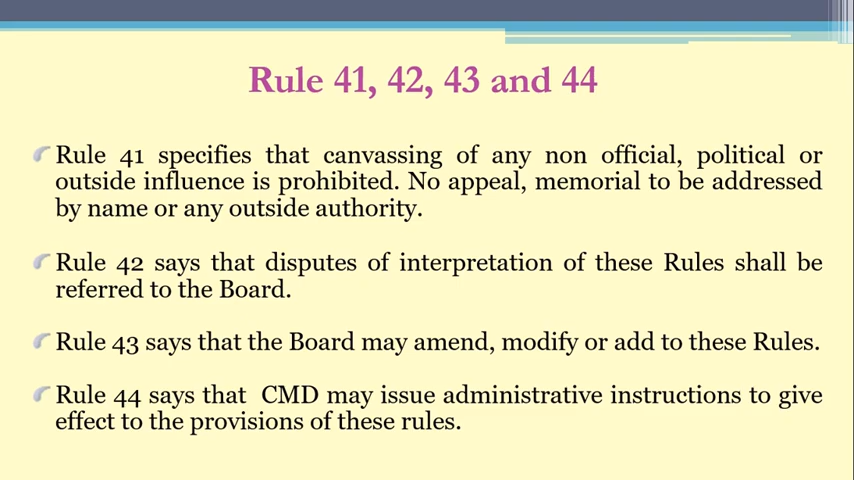 Rule 41, 42, 43 and 44
Rule 41 specifies that canvassing of any non official, political or
outside influence is prohibited. No appeal, memorial to be addressed
by name or any outside authority.
Rule 42 says that disputes of interpretation of these Rules shall be
referred to the Board.
Rule 43 says that the Board may amend, modify or add to these Rules.
Rule 44 says that CMD may issue administrative instructions to give
effect to the provisions of these rules.